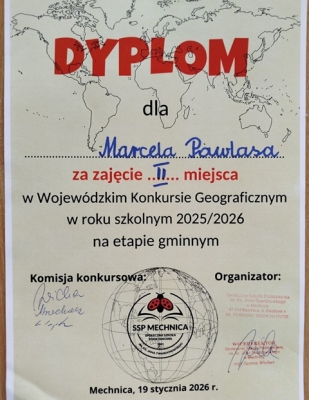 DYPLOM
dla
Marcela Pawlasa
za zajęcie ..II... miejsca
w Wojewódzkim Konkursie Geograficznym
w roku szkolnym 2025/2026
na etapie gminnym
Komisja konkursowa:
Organizator:
SSP MECHNICA
Mechnica, 19 stycznia 2026 r.